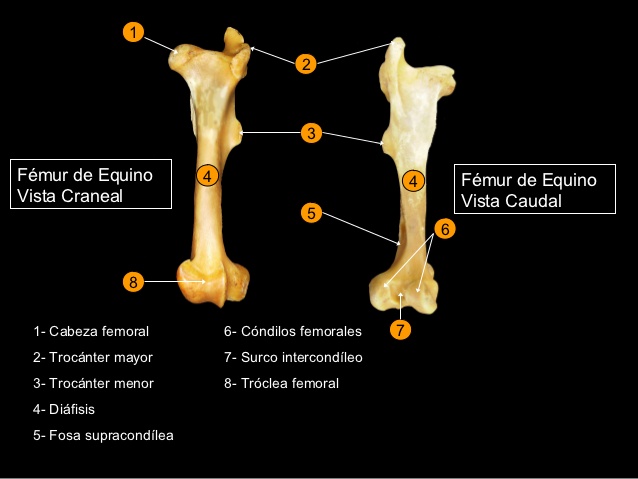 1
2
3
Fémur de Equino
Vista Craneal
4
4
Fémur de Equino
Vista Caudal
5
6
8
7
1- Cabeza femoral
2- Trocánter mayor
3- Trocánter menor
4- Diáfisis
5- Fosa supracondílea
6- Cóndilos femorales
7- Surco intercondíleo
8- Tróclea femoral